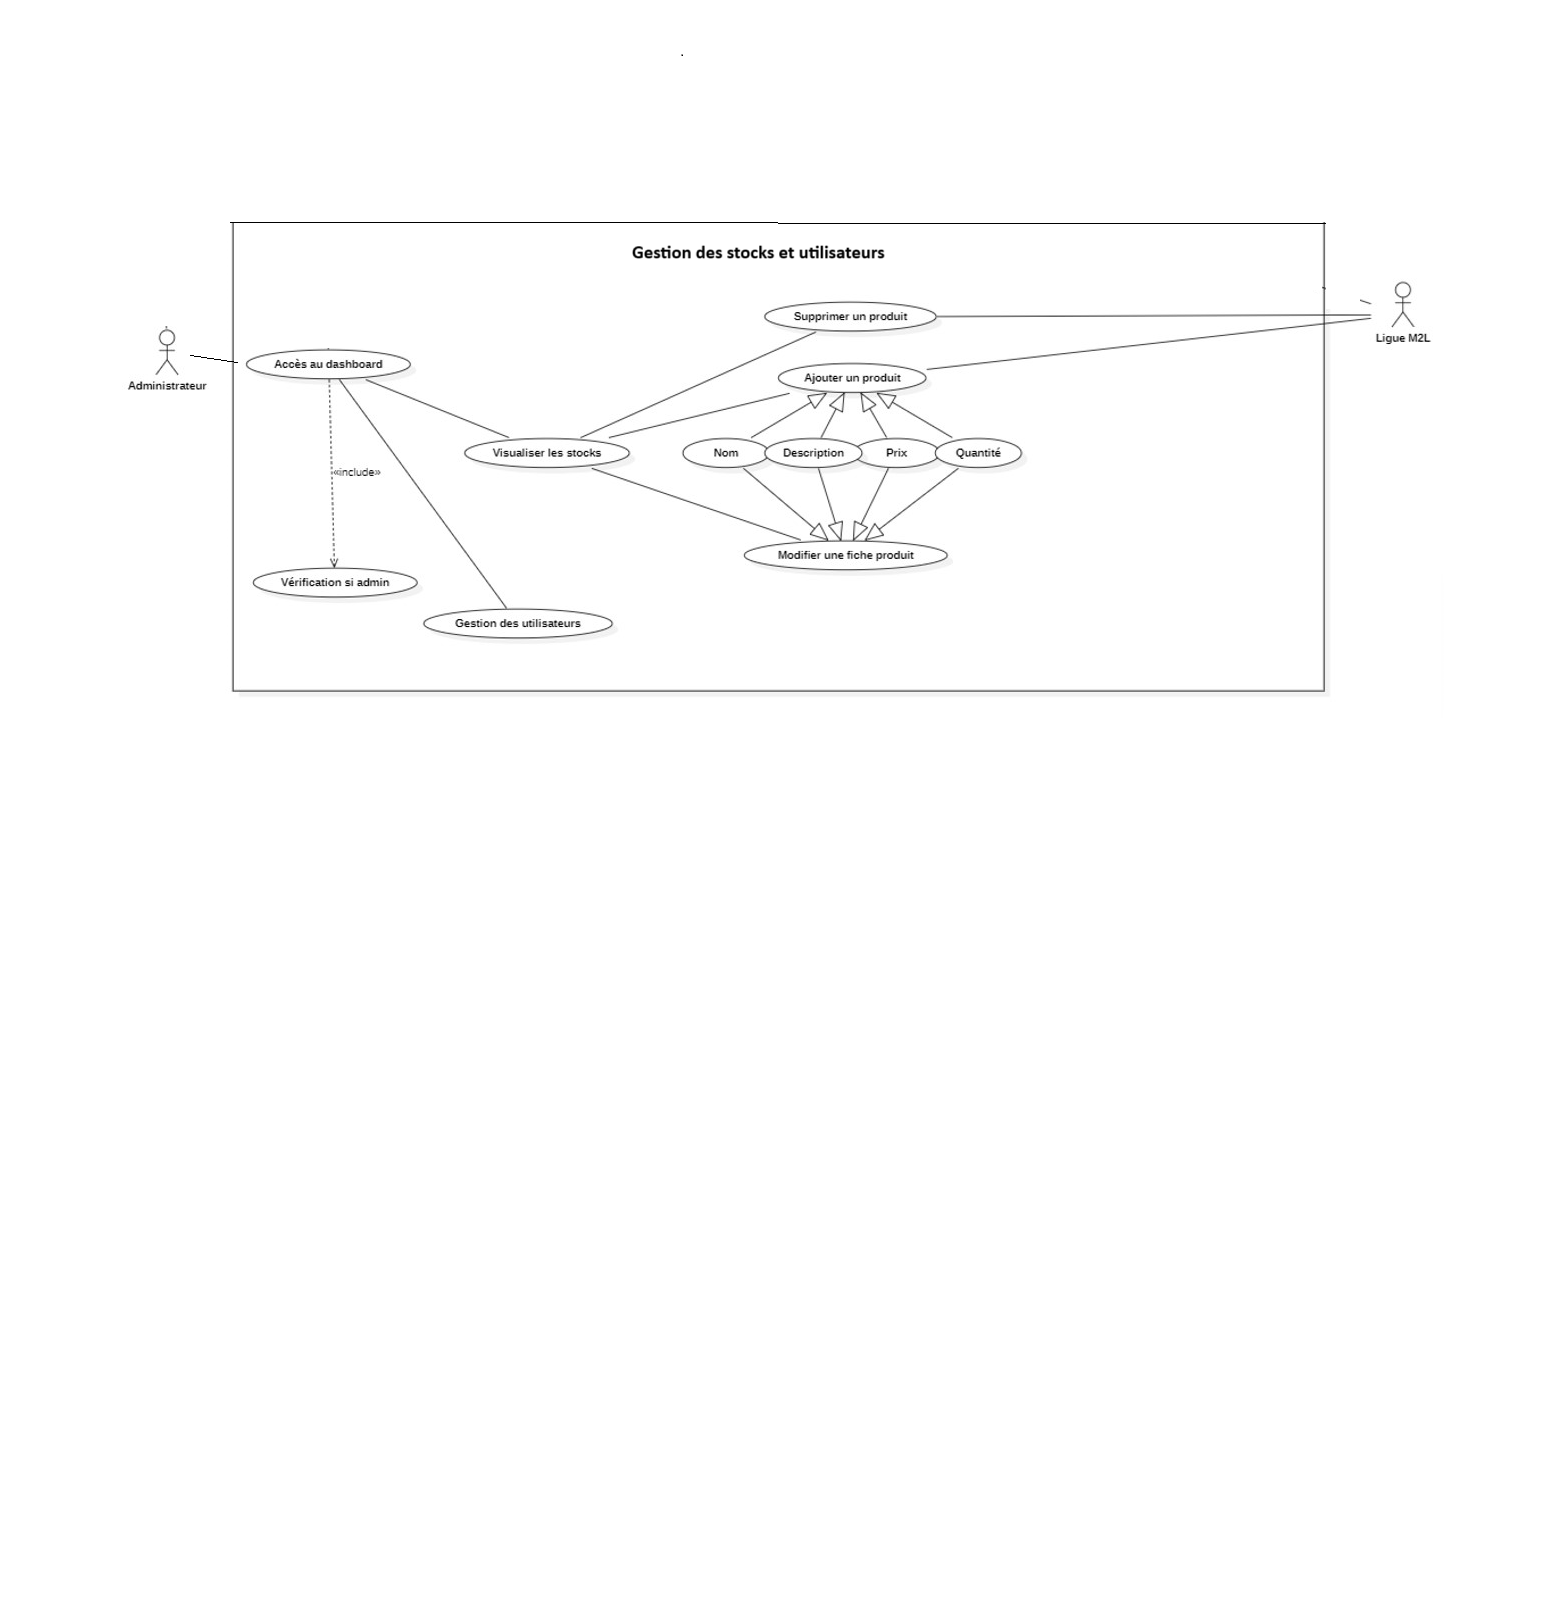 Gestion des stocks et utilisateurs
Supprimer un produit
Ligue M2L
Accès au dashboard
Ajouter un produit
Administrateur
Visualiser les stocks
Nom
Description
Prix
Quantité
«include»
Modifier une fiche produit
Vérification si admin
Gestion des utilisateurs